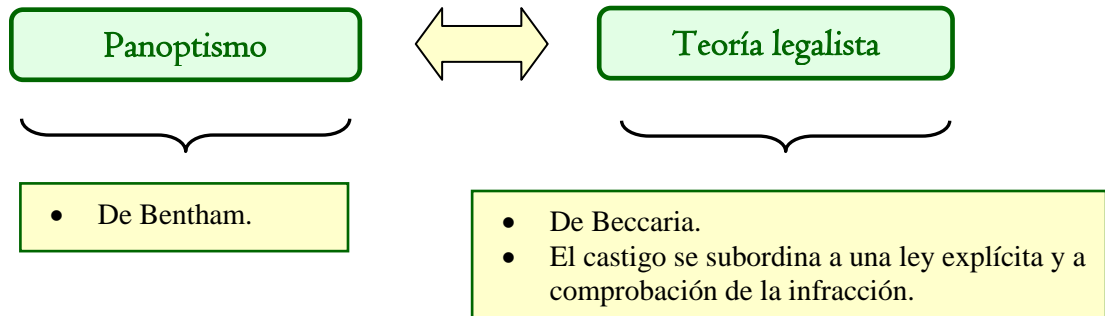 Panoptismo
Teoría legalista
• De Bentham.
• De Beccaria.
• El castigo se subordina a una ley explícita y a
comprobación de la infracción.